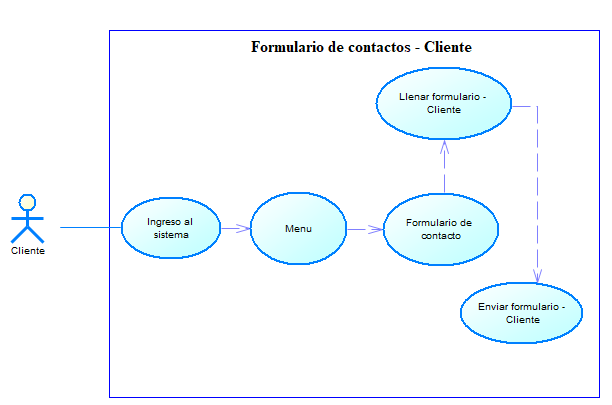 Formulario de contactos - Cliente
Llenar formulario -
Cliente
Ingreso al
sistema
Menu
Formulario de
contacto
Cliente
Enviar formulario -
Cliente